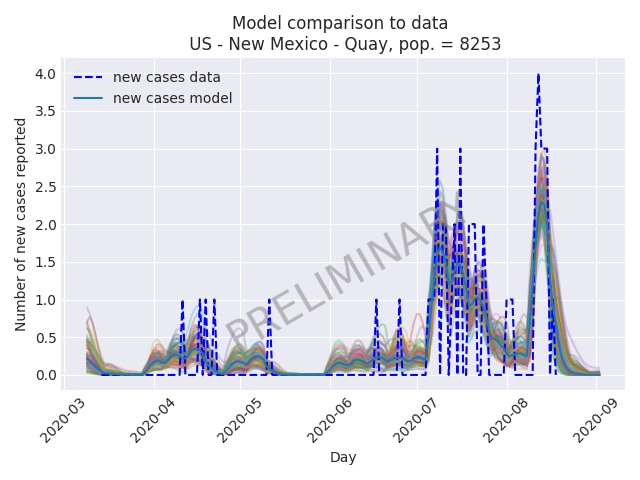 Model comparison to data
US - New Mexico - Quay, pop. = 8253
new cases data
new cases model
PRELIMINARY
Number of new cases reported
4.0
3.5
3.0
2.5
2.0
1.5
1.0
0.5
0.0
2020-03
2020-04
2020-05
2020-06
2020-07
2020-08
2020-09
Day